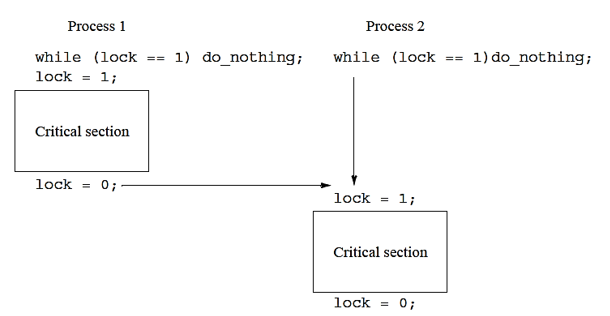 Process 1
while (lock == 1) do_nothing;
lock = 1;
Critical section
lock = 0;
Process 2
while (lock == 1)do_nothing;
lock = 1;
Critical section
lock = 0;